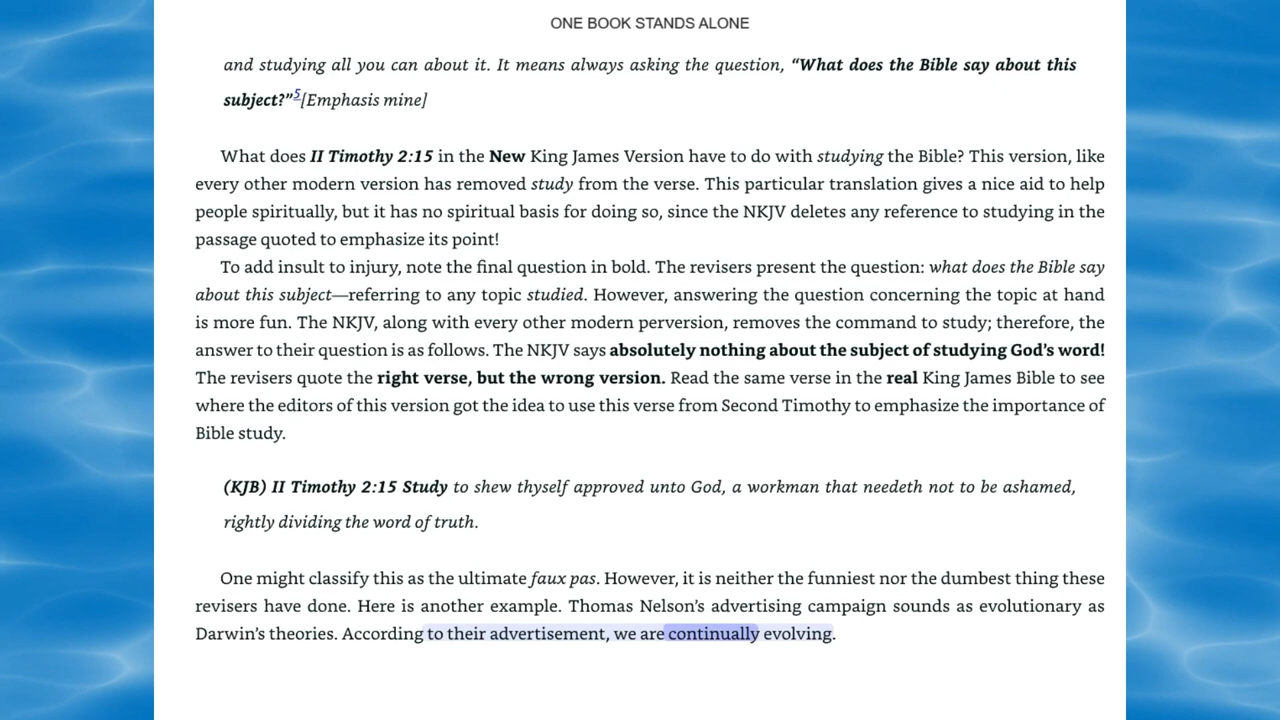 ONE BOOK STANDS ALONE
and studying all you can about it. It means always asking the question, “What does the Bible say about this
subject?”5[Emphasis mine]
What does II Timothy 2:15 in the New King James Version have to do with studying the Bible? This version, like
every other modern version has removed study from the verse. This particular translation gives a nice aid to help
people spiritually, but it has no spiritual basis for doing so, since the NKJV deletes any reference to studying in the
passage quoted to emphasize its point!
To add insult to injury, note the final question in bold. The revisers present the question: what does the Bible say
about this subject—referring to any topic studied. However, answering the question concerning the topic at hand
is more fun. The NKJV, along with every other modern perversion, removes the command to study; therefore, the
answer to their question is as follows. The NKJV says absolutely nothing about the subject of studying God’s word!
The revisers quote the right verse, but the wrong version. Read the same verse in the real King James Bible to see
where the editors of this version got the idea to use this verse from Second Timothy to emphasize the importance of
Bible study.
(KJB) II Timothy 2:15 Study to shew thyself approved unto God, a workman that needeth not to be ashamed,
rightly dividing the word of truth.
One might classify this as the ultimate faux pas. However, it is neither the funniest nor the dumbest thing these
revisers have done. Here is another example. Thomas Nelson’s advertising campaign sounds as evolutionary as
Darwin’s theories. According to their advertisement, we are continually evolving.